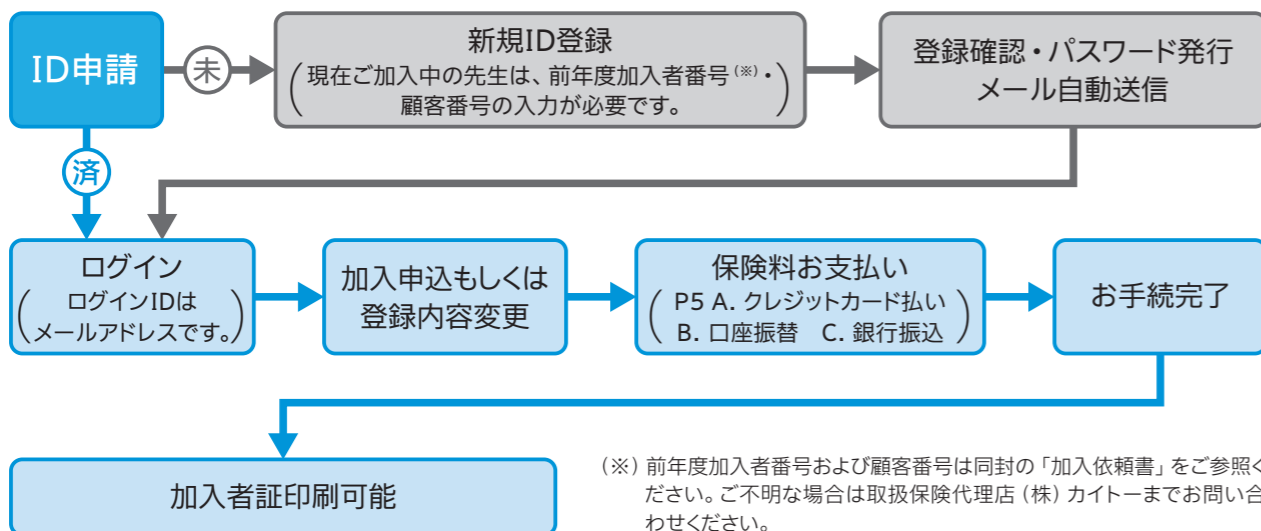 ID申請
未
新規ID登録
(現在ご加入中の先生は、前年度加入者番号(※)・
顧客番号の入力が必要です。)
登録確認・パスワード発行
メール自動送信
済
ログイン
(ログインIDは
メールアドレスです。)
加入申込もしくは
登録内容変更
保険料お支払い
(P5 A. クレジットカード払い
B. 口座振替 C. 銀行振込)
お手続完了
加入者証印刷可能
(※) 前年度加入者番号および顧客番号は同封の「加入依頼書」をご参照く
ださい。ご不明な場合は取扱保険代理店(株)カイトーまでお問い合
わせください。